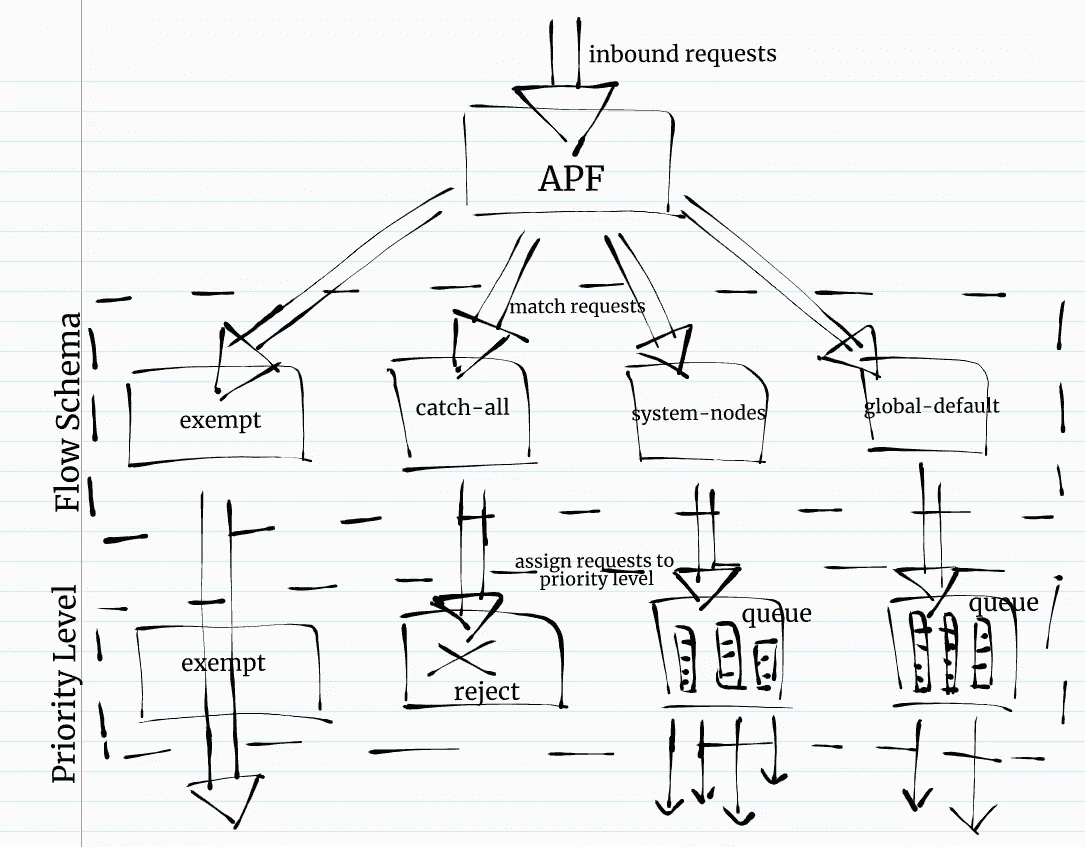 inbound requests
APF
match requests
Flow Schema
exempt
catch-all
system-nodes
global-default
assign requests to
priority level
Priority Level
exempt
reject
queue
queue